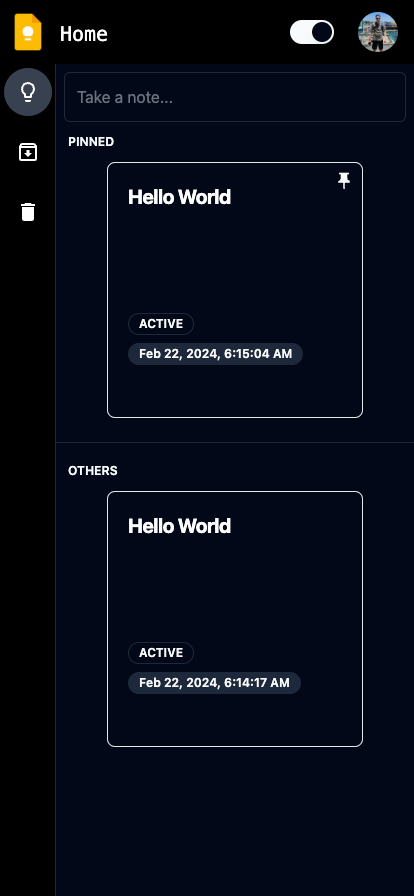 Home
Take a note...
PINNED
Hello World
ACTIVE
Feb 22, 2024, 6:15:04 AM
OTHERS
Hello World
ACTIVE
Feb 22, 2024, 6:14:17 AM